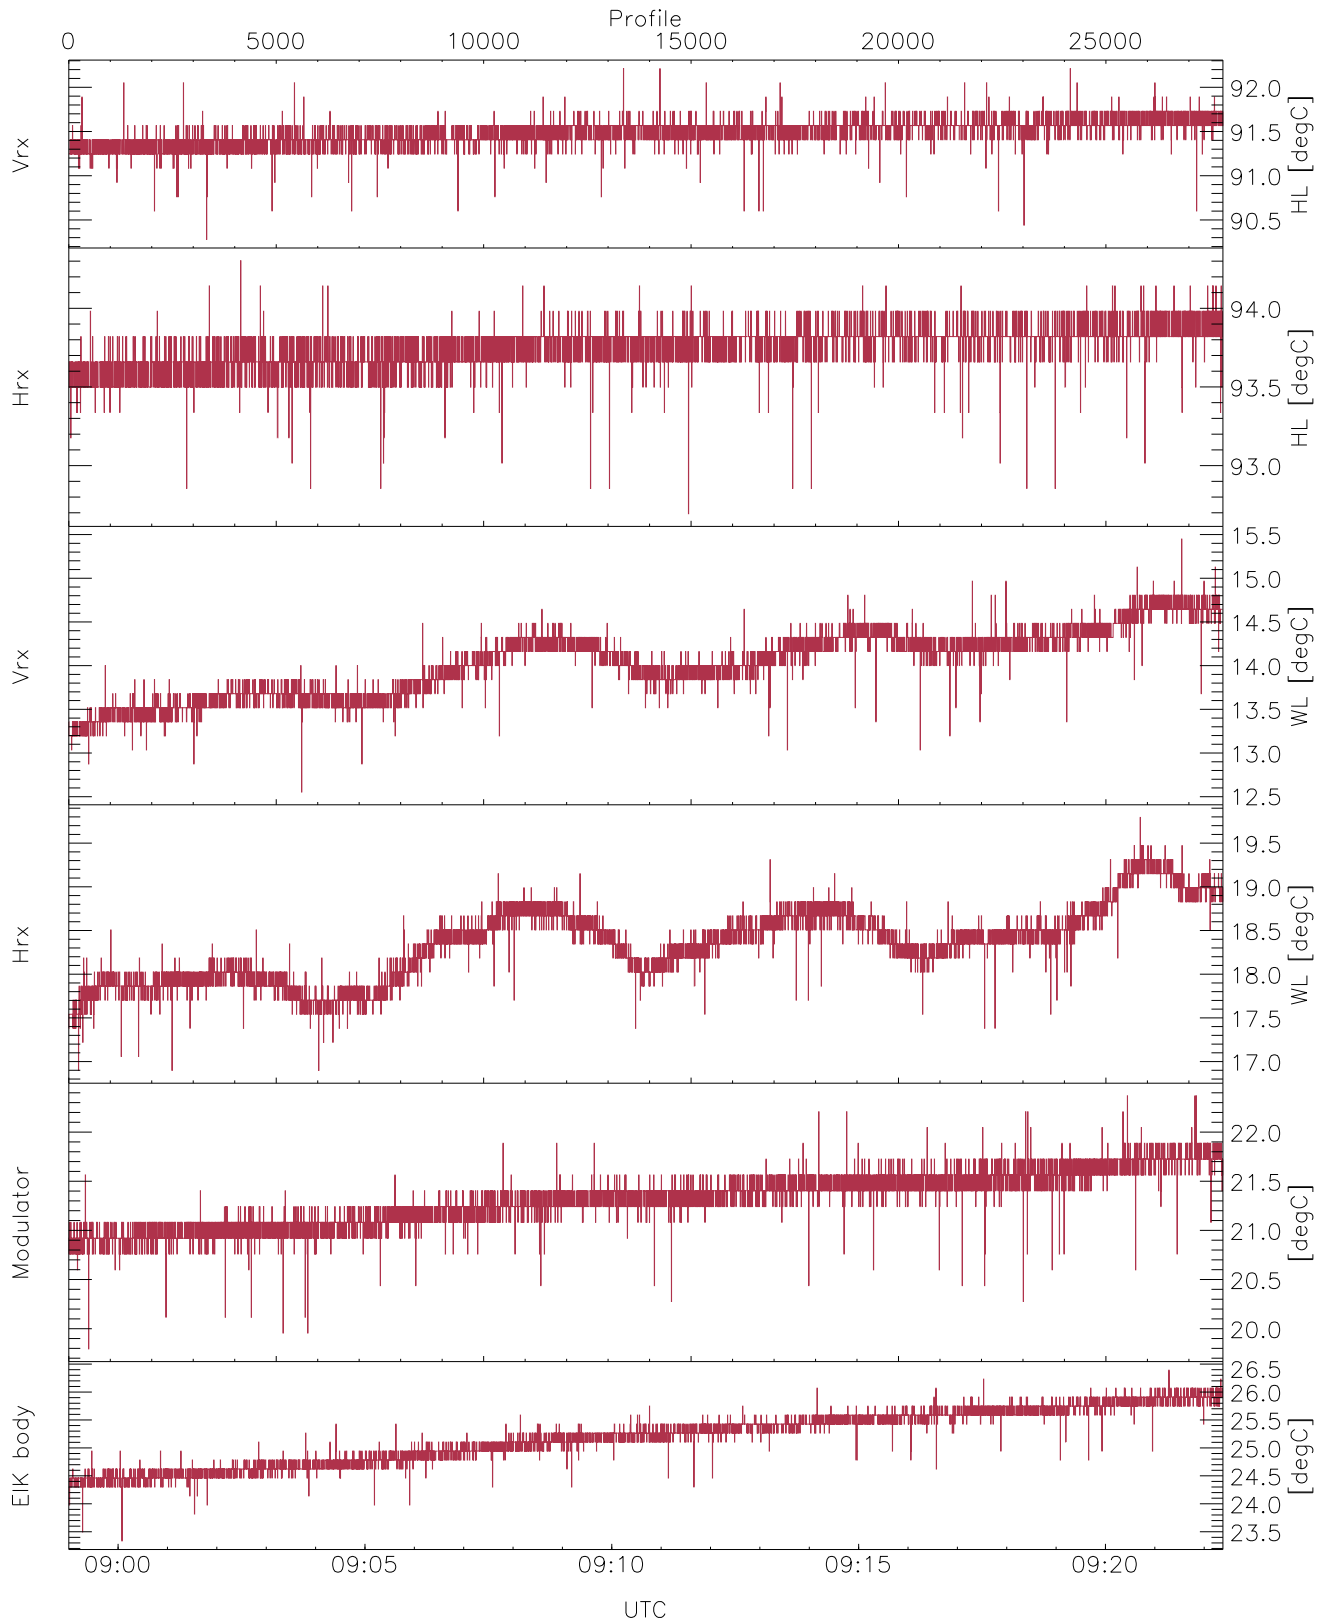 Profile
0 5000 10000 15000 20000 25000
Vrx
92.0
91.5
91.0
90.5
HL [degC]
Hrx
94.0
93.5
93.0
HL [degC]
Vrx
15.5
15.0
14.5
14.0
13.5
13.0
12.5
WL [degC]
Hrx
19.5
19.0
18.5
18.0
17.5
17.0
WL [degC]
Modulator
22.0
21.5
21.0
20.5
20.0
[degC]
EIK body
26.5
26.0
25.5
25.0
24.5
24.0
23.5
[degC]
09:00 09:05 09:10 09:15 09:20
UTC